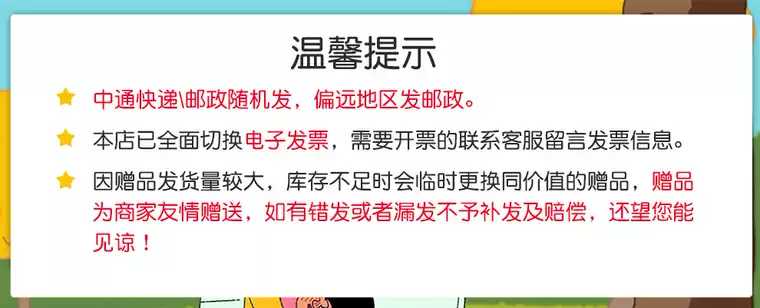 温馨提示
中通快递\邮政随机发，偏远地区发邮政。
本店已全面切换电子发票，需要开票的联系客服留言发票信息。
因赠品发货量较大，库存不足时会临时更换同价值的赠品，赠品
为商家友情赠送，如有错发或者漏发不予补发及赔偿，还望您能
见谅！